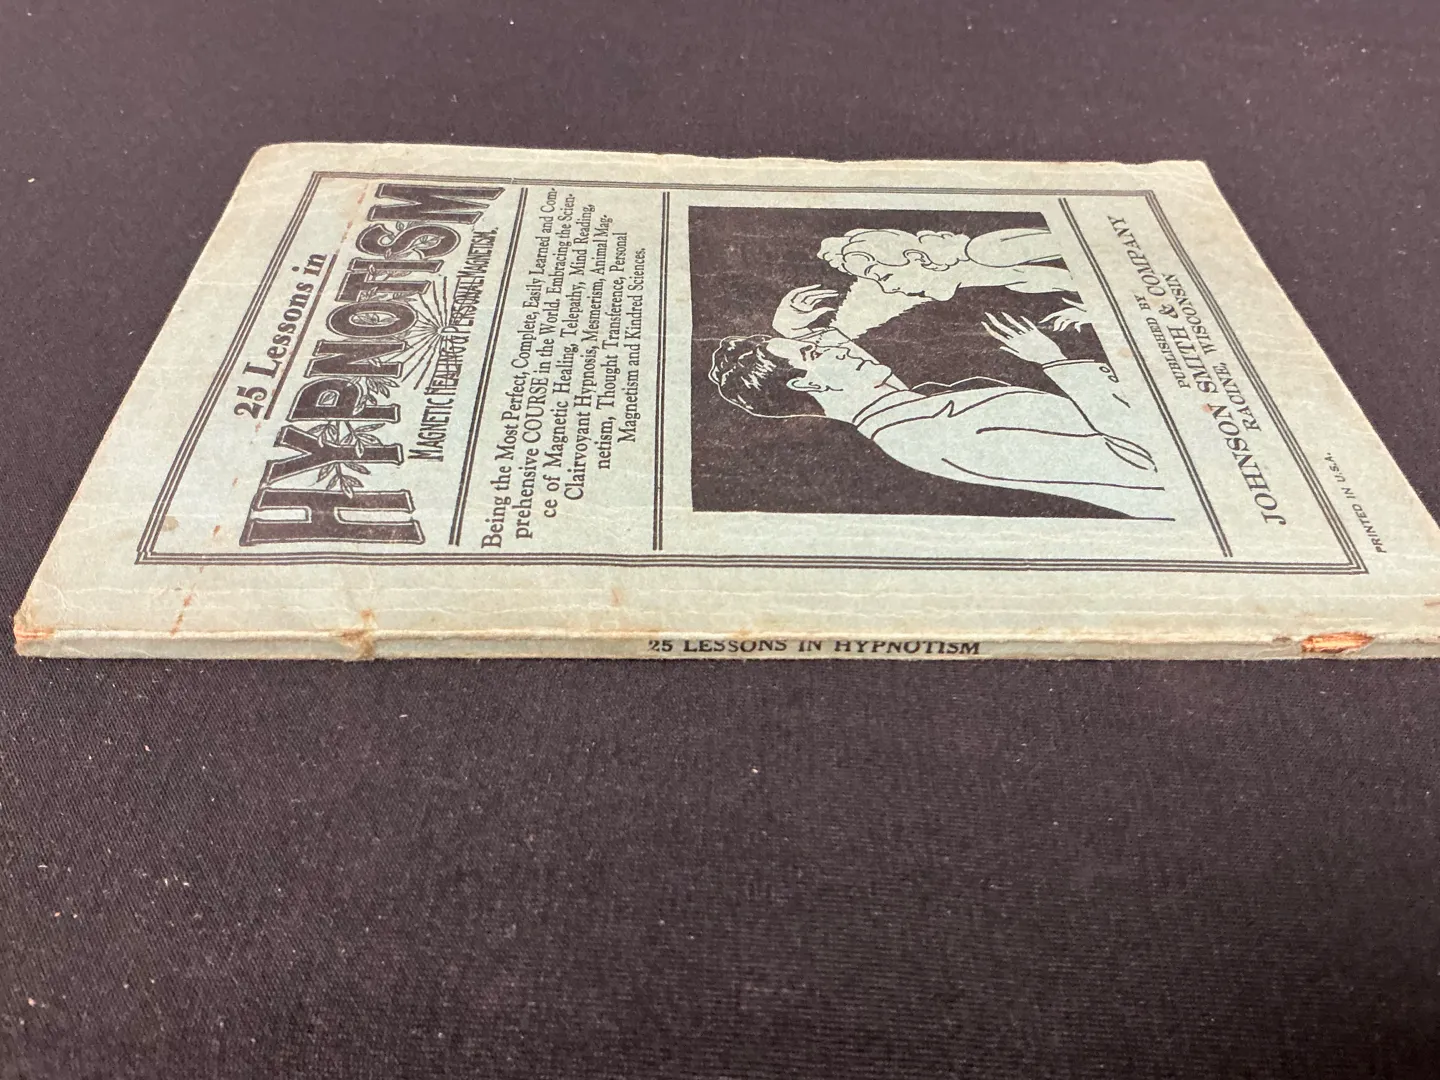 25 Lessons in
HYPNOTISM
MAGNETIC HEALING & PERSONAL MAGNETISM.
Being the Most Perfect, Complete, Easily Learned and Com-
prehensive COURSE in the World. Embracing the Scien-
ce of Magnetic Healing, Telepathy, Mind Reading,
Clairvoyant Hypnosis, Mesmerism, Animal Mag-
netism, Thought Transference, Personal
Magnetism and Kindred Sciences.
PUBLISHED BY
JOHNSON SMITH & COMPANY
RACINE, WISCONSIN
PRINTED IN U.S.A.
25 LESSONS IN HYPNOTISM